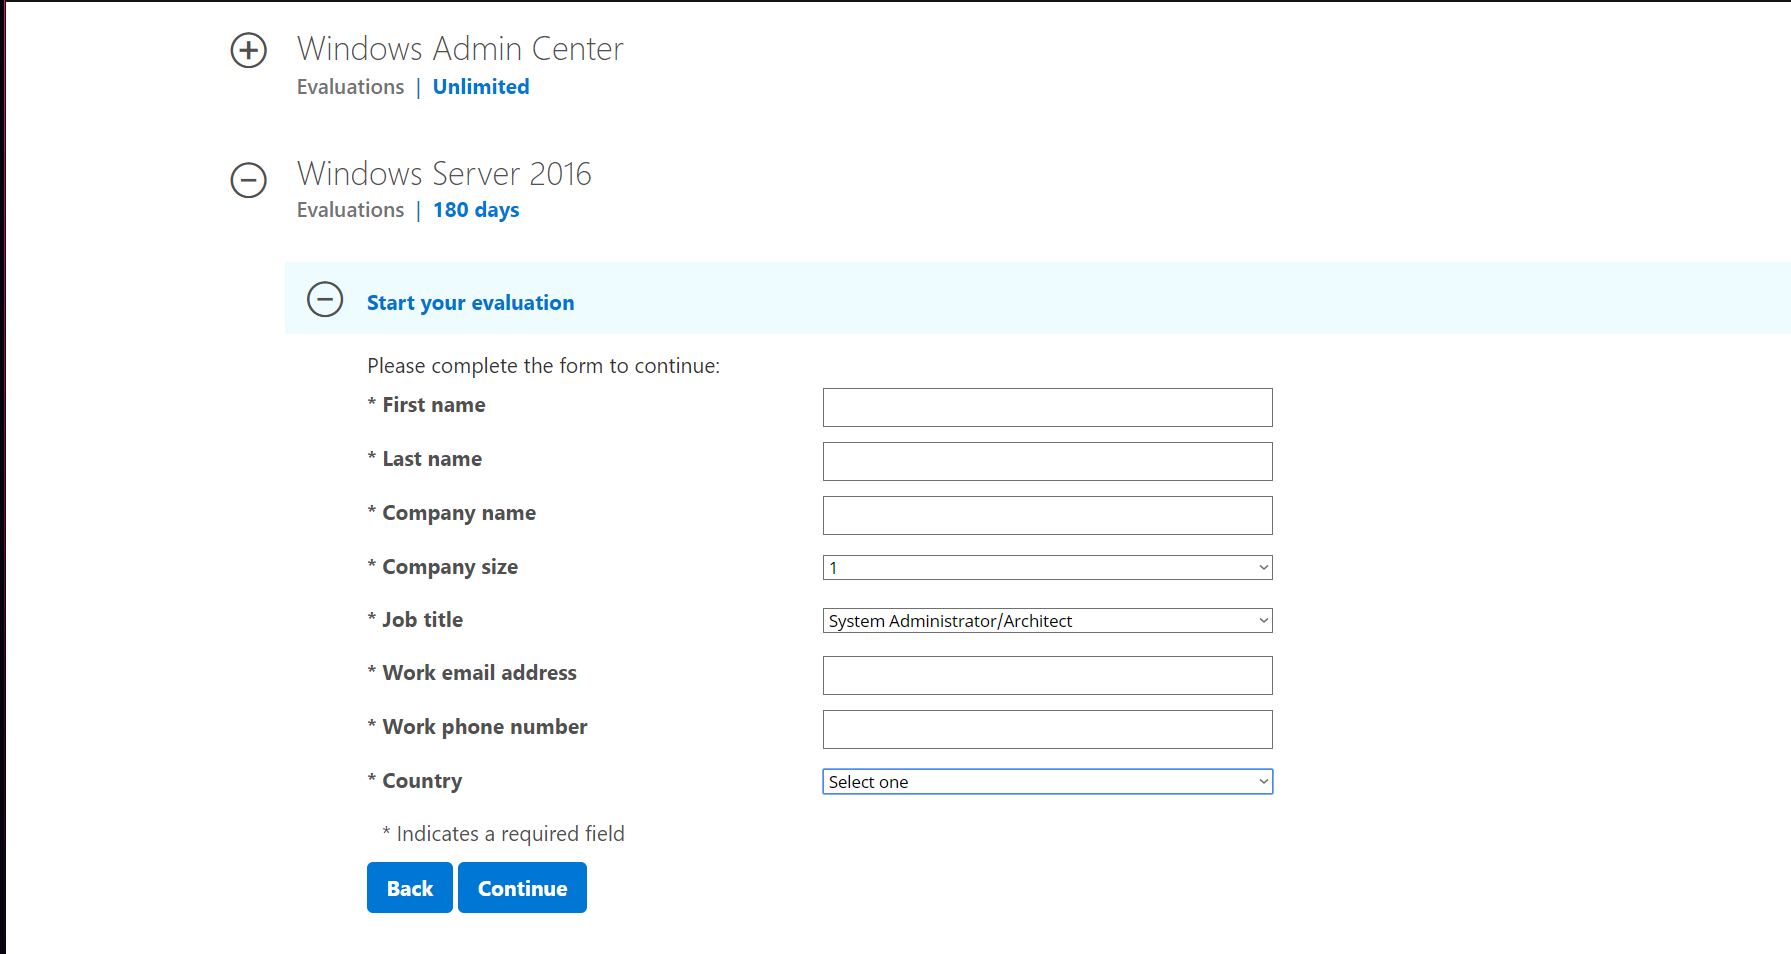 Windows Admin Center
Evaluations | Unlimited
Windows Server 2016
Evaluations | 180 days
Start your evaluation
Please complete the form to continue:
* First name
* Last name
* Company name
* Company size 1
* Job title System Administrator/Architect
* Work email address
* Work phone number
* Country Select one
* Indicates a required field
Back Continue